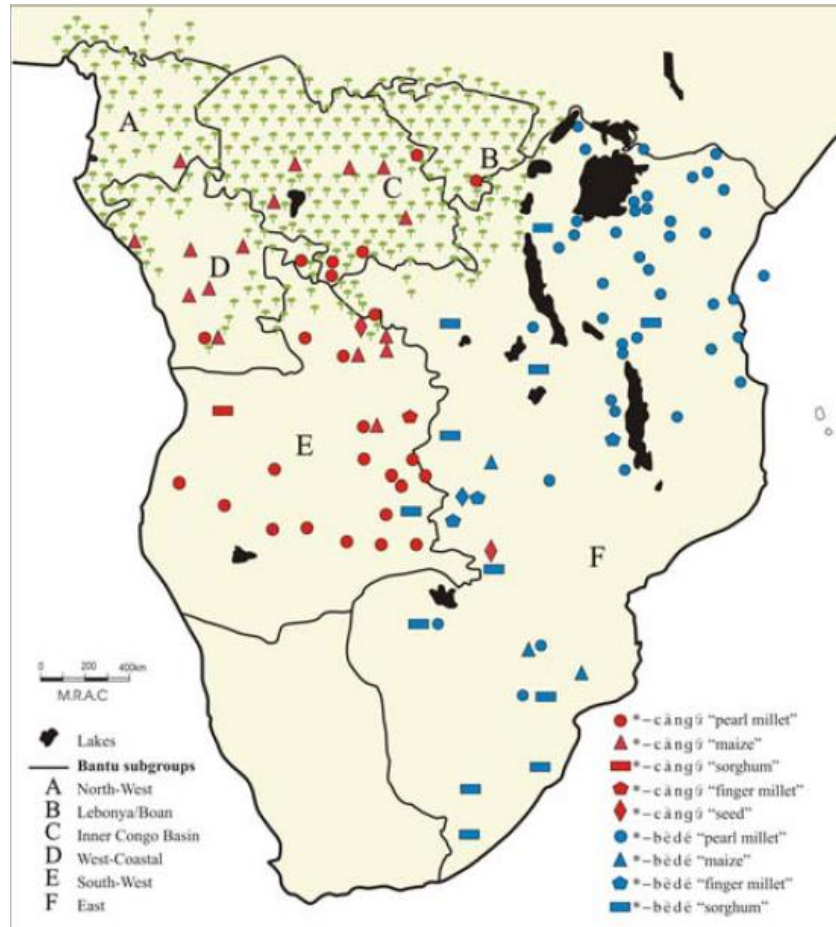 A
B
C
D
E
F
0 200 400km
M.R.A.C
Lakes
Bantu subgroups
A North-West
B Lebonya/Boan
C Inner Congo Basin
D West-Coastal
E South-West
F East
*–càngʊ́ "pearl millet"
*–càngʊ́ "maize"
*–càngʊ́ "sorghum"
*–càngʊ́ "finger millet"
*–càngʊ́ "seed"
*–bèdé "pearl millet"
*–bèdé "maize"
*–bèdé "finger millet"
*–bèdé "sorghum"